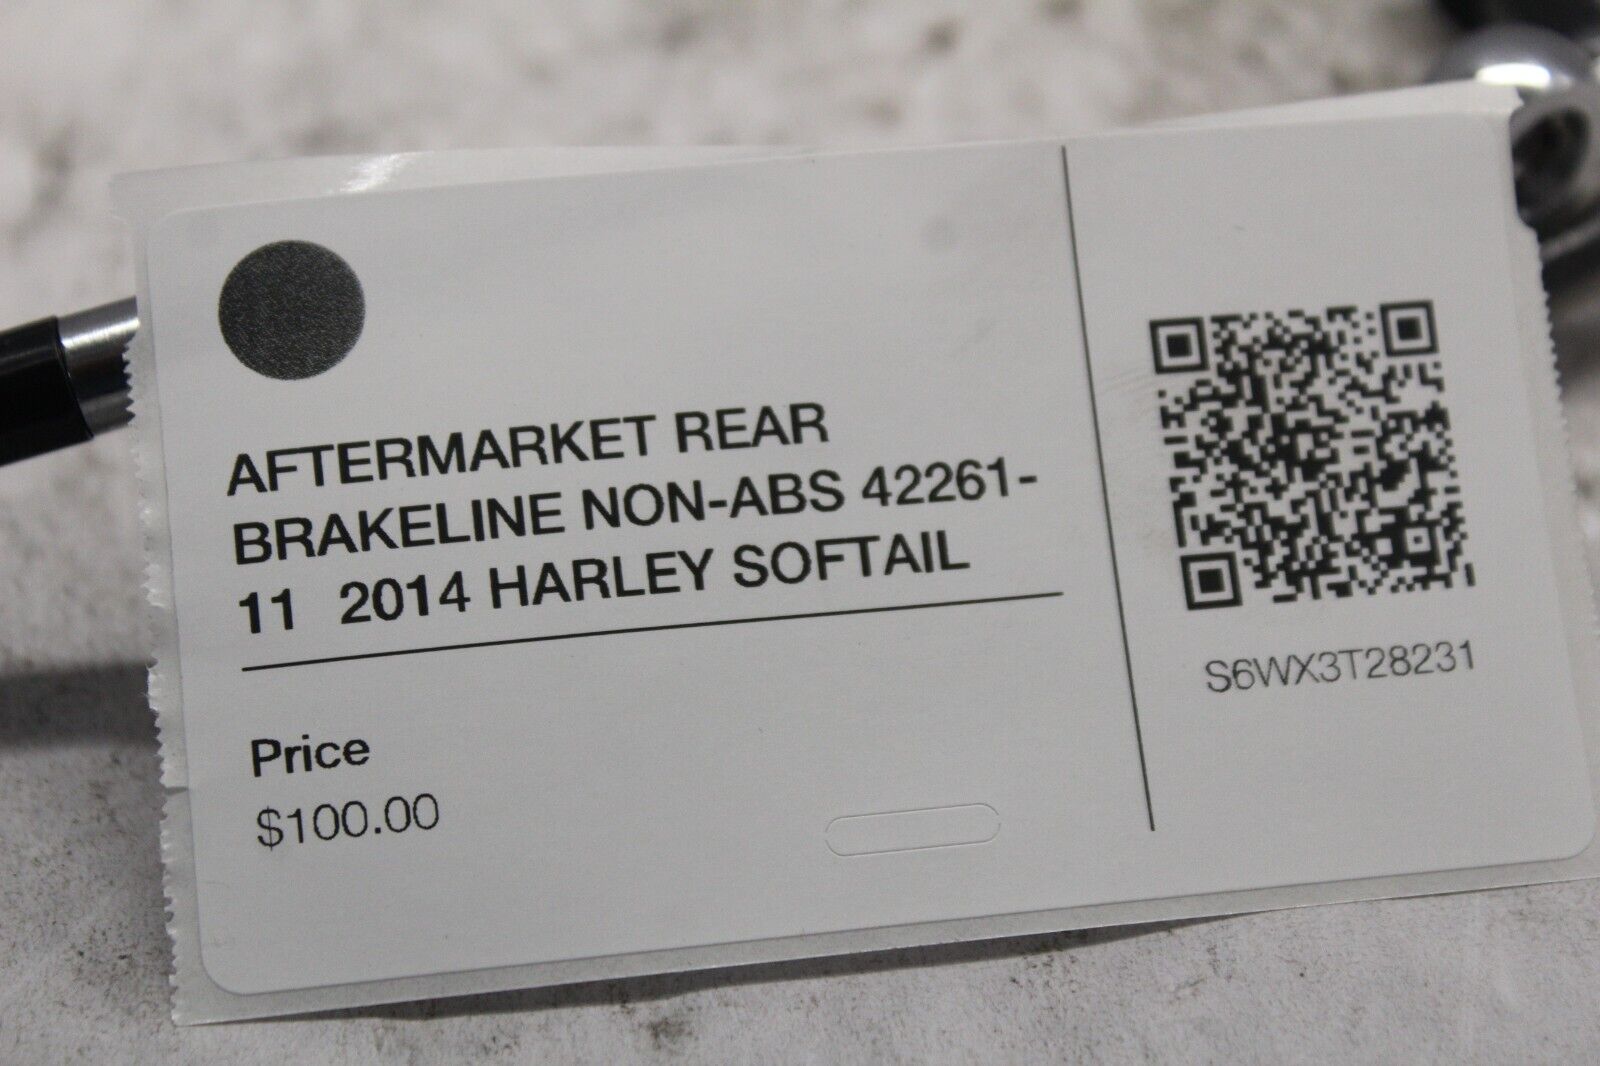 AFTERMARKET REAR
BRAKELINE NON-ABS 42261-
11 2014 HARLEY SOFTAIL
Price
$100.00
S6WX3T28231